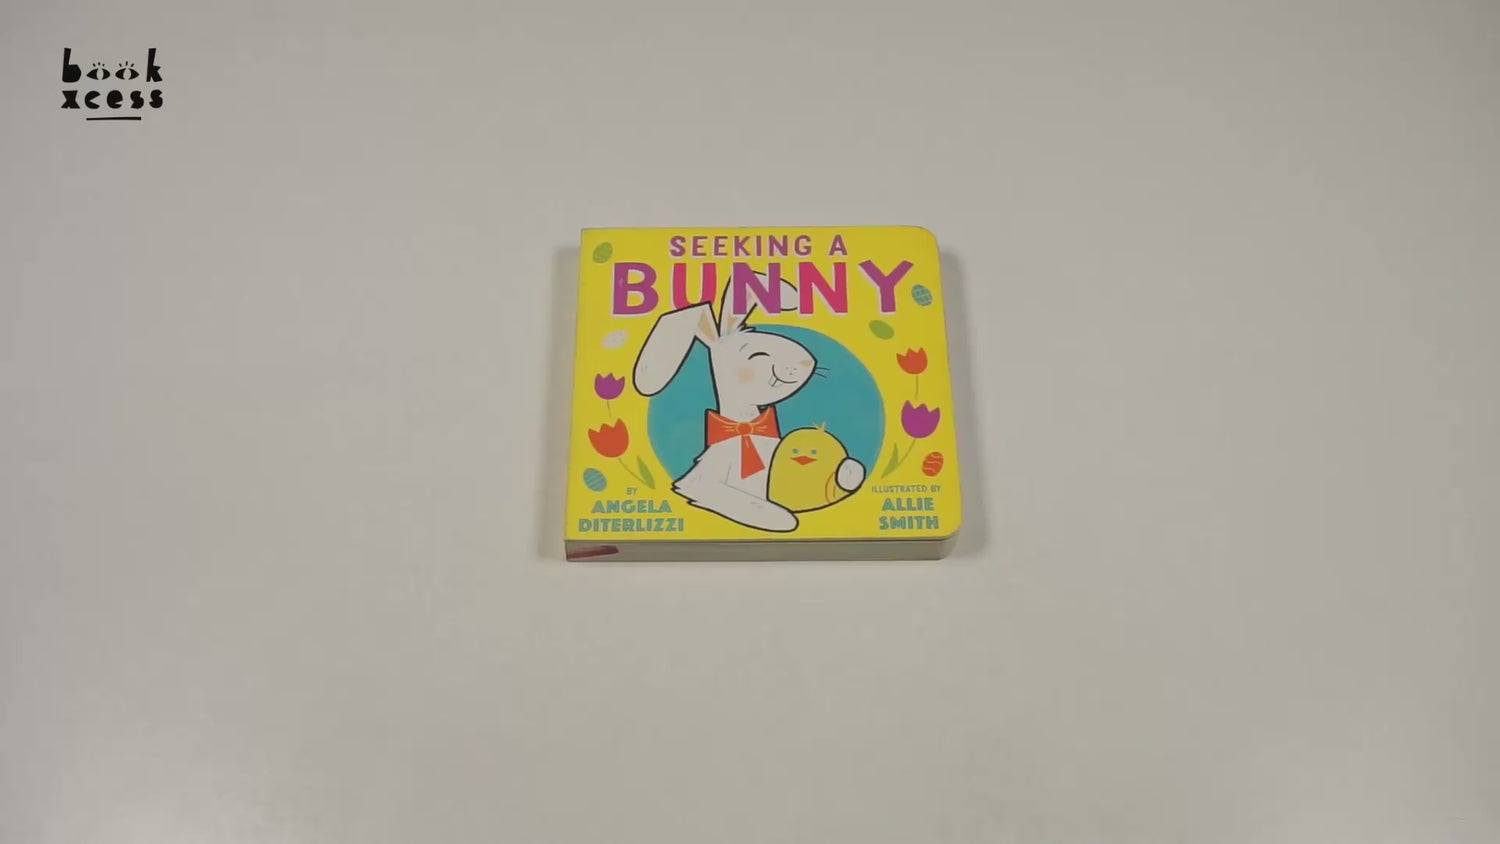 book
xcess
SEEKING A
BUNNY
BY
ANGELA
DITERLIZZI
ILLUSTRATED BY
ALLIE
SMITH